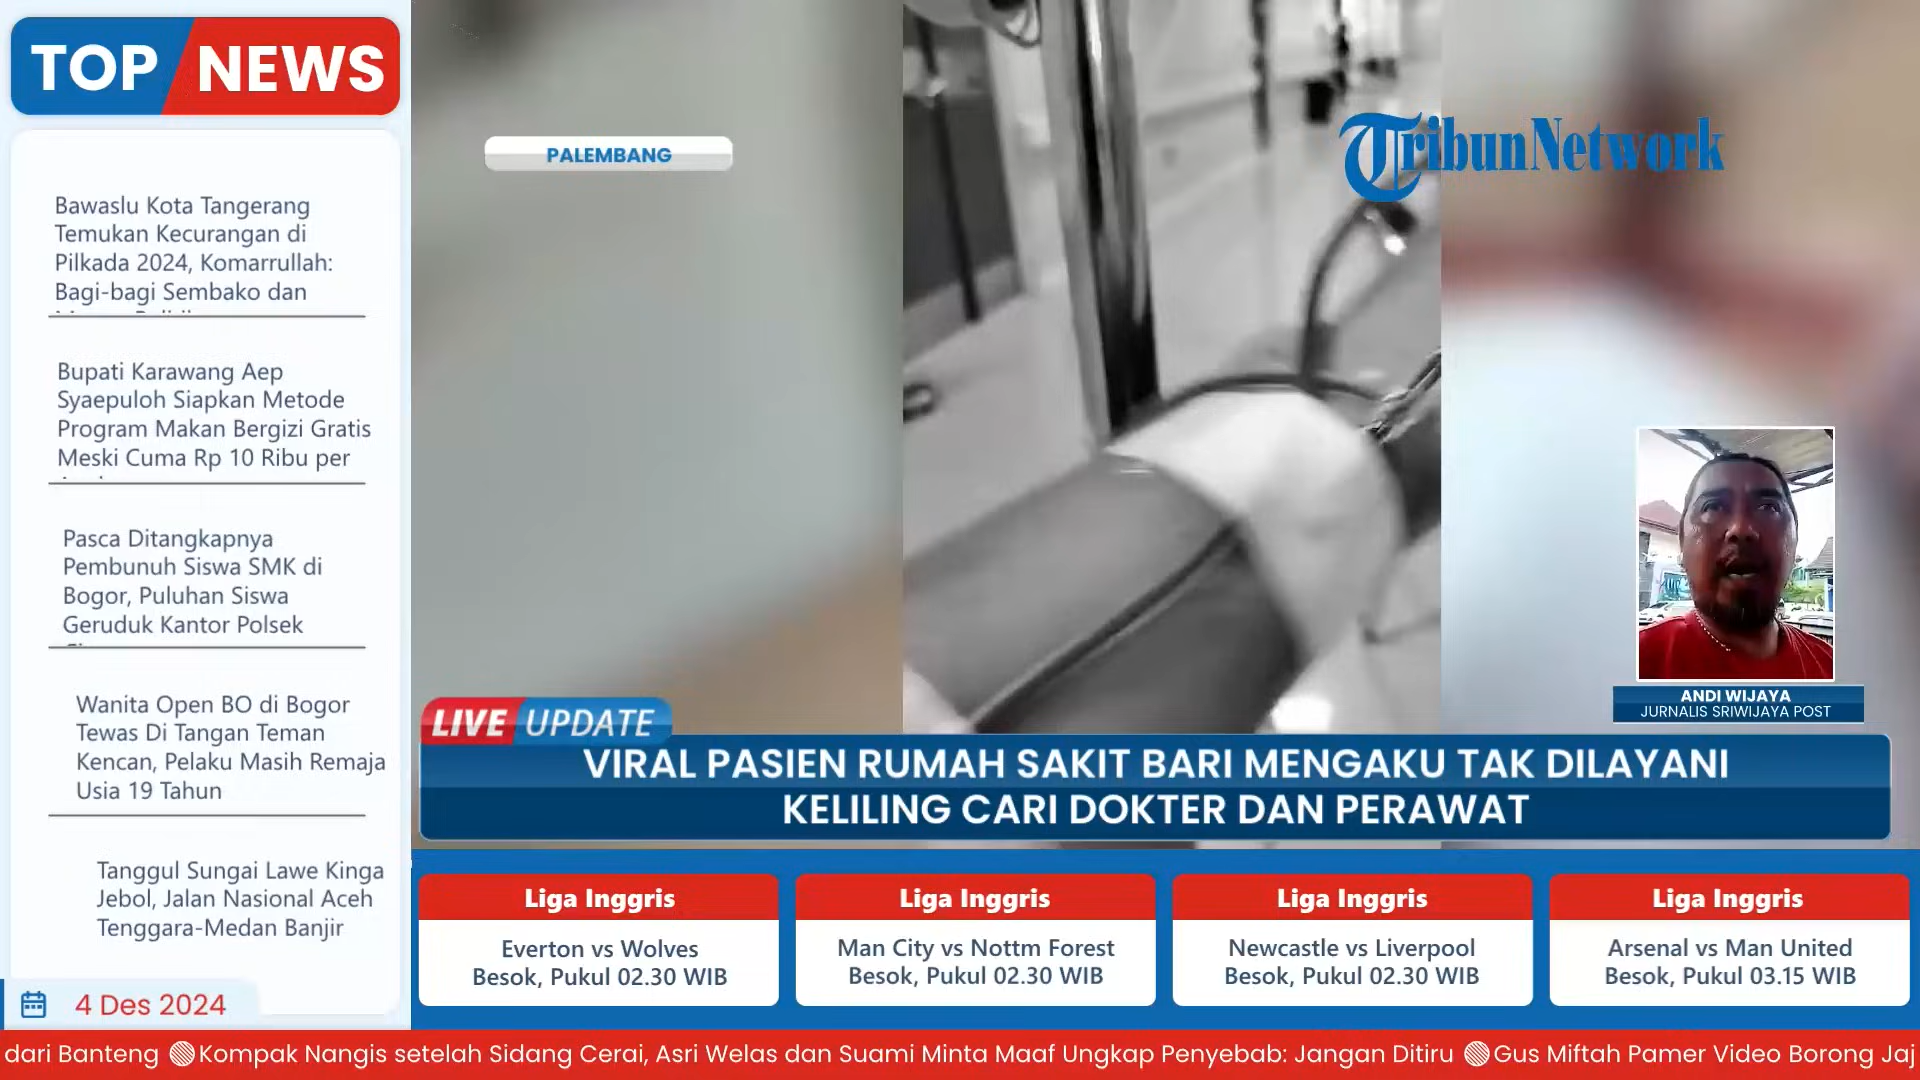 TOP NEWS
Bawaslu Kota Tangerang
Temukan Kecurangan di
Pilkada 2024, Komarrullah:
Bagi-bagi Sembako dan
Bupati Karawang Aep
Syaepuloh Siapkan Metode
Program Makan Bergizi Gratis
Meski Cuma Rp 10 Ribu per
Pasca Ditangkapnya
Pembunuh Siswa SMK di
Bogor, Puluhan Siswa
Geruduk Kantor Polsek
Wanita Open BO di Bogor
Tewas Di Tangan Teman
Kencan, Pelaku Masih Remaja
Usia 19 Tahun
Tanggul Sungai Lawe Kinga
Jebol, Jalan Nasional Aceh
Tenggara-Medan Banjir
4 Des 2024
PALEMBANG
TribunNetwork
ANDI WIJAYA
JURNALIS SRIWIJAYA POST
LIVE UPDATE
VIRAL PASIEN RUMAH SAKIT BARI MENGAKU TAK DILAYANI
KELILING CARI DOKTER DAN PERAWAT
Liga Inggris
Everton vs Wolves
Besok, Pukul 02.30 WIB
Liga Inggris
Man City vs Nottm Forest
Besok, Pukul 02.30 WIB
Liga Inggris
Newcastle vs Liverpool
Besok, Pukul 02.30 WIB
Liga Inggris
Arsenal vs Man United
Besok, Pukul 03.15 WIB
dari Banteng Kompak Nangis setelah Sidang Cerai, Asri Welas dan Suami Minta Maaf Ungkap Penyebab: Jangan Ditiru Gus Miftah Pamer Video Borong Jaj